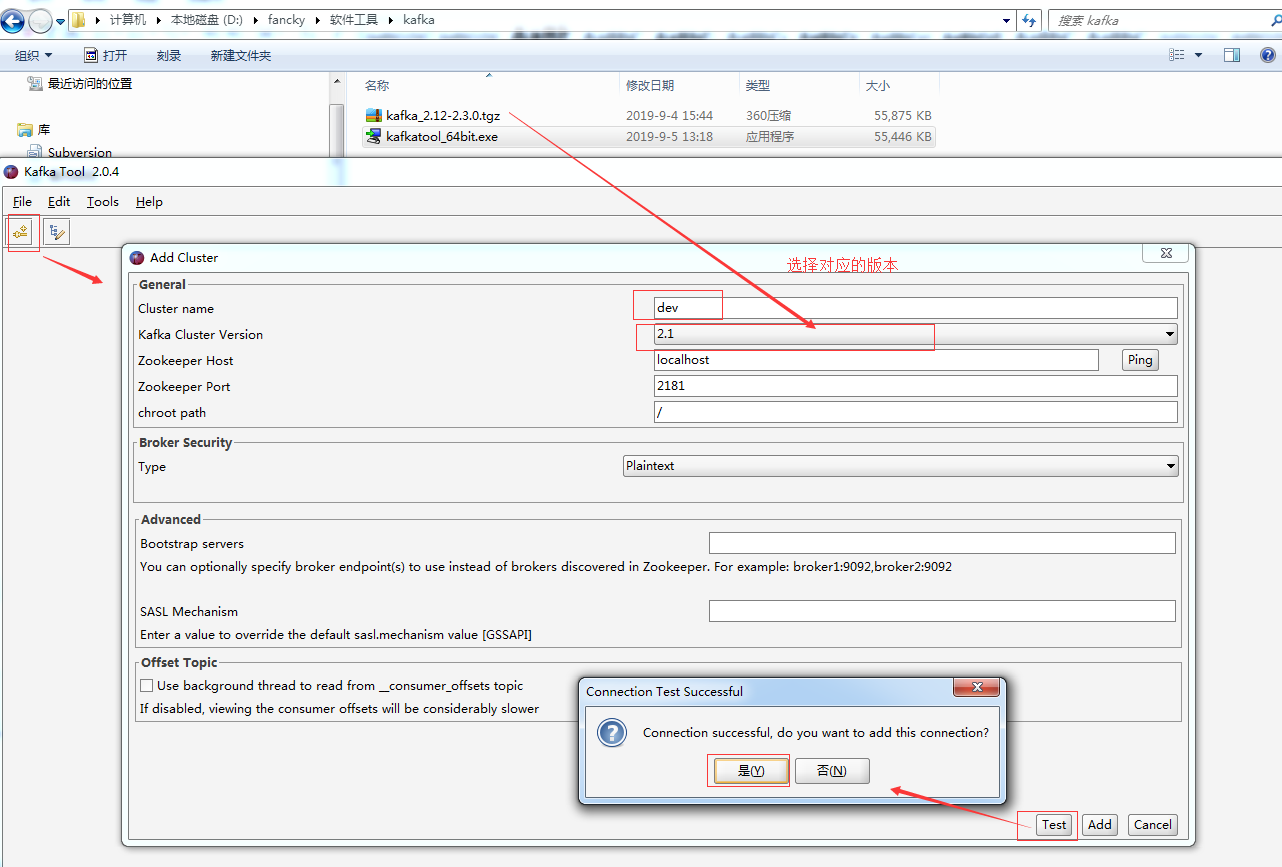 计算机 本地磁盘 (D:) fancky 软件工具 kafka
搜索 kafka
组织 打开 刻录 新建文件夹
最近访问的位置
名称 修改日期 类型 大小
kafka_2.12-2.3.0.tgz 2019-9-4 15:44 360压缩 55,875 KB
库
kafkatool_64bit.exe 2019-9-5 13:18 应用程序 55,446 KB
Subversion
Kafka Tool 2.0.4
File Edit Tools Help
Add Cluster
选择对应的版本
General
Cluster name dev
Kafka Cluster Version 2.1
Zookeeper Host localhost Ping
Zookeeper Port 2181
chroot path /
Broker Security
Type Plaintext
Advanced
Bootstrap servers
You can optionally specify broker endpoint(s) to use instead of brokers discovered in Zookeeper. For example: broker1:9092,broker2:9092
SASL Mechanism
Enter a value to override the default sasl.mechanism value [GSSAPI]
Offset Topic
Use background thread to read from __consumer_offsets topic
If disabled, viewing the consumer offsets will be considerably slower
Connection Test Successful
Connection successful, do you want to add this connection?
是(Y) 否(N)
Test Add Cancel